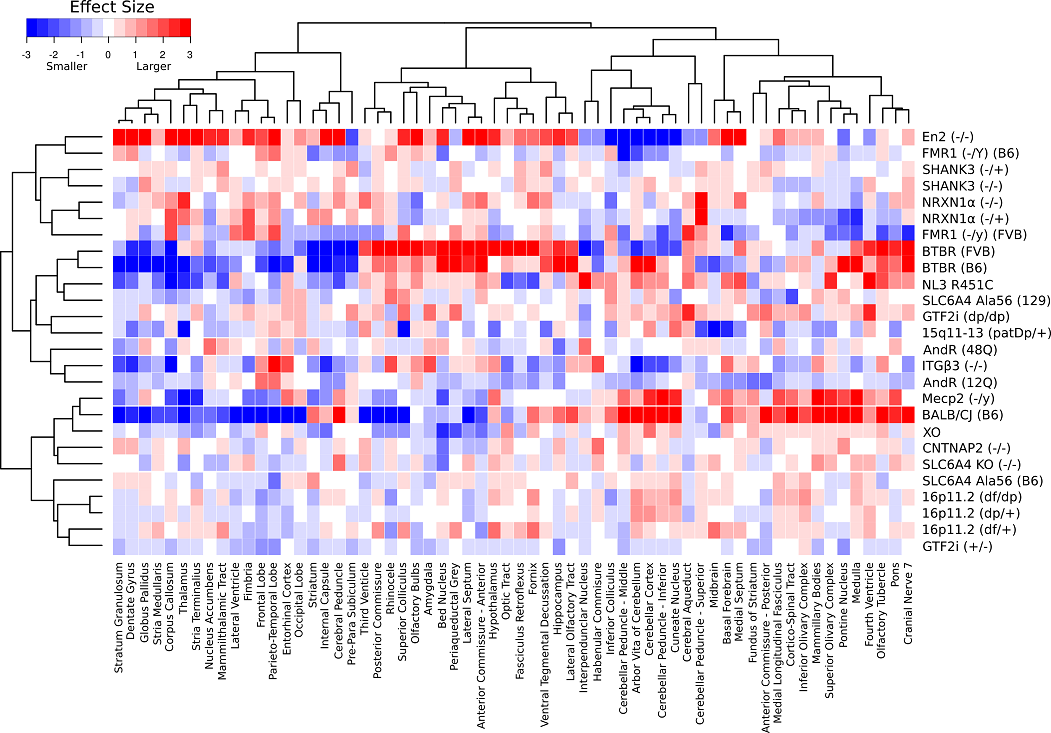 Effect Size
-3 -2 -1 0 1 2 3
Smaller Larger
En2 (-/-)
FMR1 (-/Y) (B6)
SHANK3 (-/+)
SHANK3 (-/-)
NRXN1α (-/-)
NRXN1α (-/+)
FMR1 (-/y) (FVB)
BTBR (FVB)
BTBR (B6)
NL3 R451C
SLC6A4 Ala56 (129)
GTF2i (dp/dp)
15q11-13 (patDp/+)
AndR (48Q)
ITGβ3 (-/-)
AndR (12Q)
Mecp2 (-/y)
BALB/CJ (B6)
XO
CNTNAP2 (-/-)
SLC6A4 KO (-/-)
SLC6A4 Ala56 (B6)
16p11.2 (df/dp)
16p11.2 (dp/+)
16p11.2 (df/+)
GTF2i (+/-)
Stratum Granulosum
Dentate Gyrus
Globus Pallidus
Stria Medullaris
Corpus Callosum
Thalamus
Stria Terminalius
Nucleus Accumbens
Mammilithalamic Tract
Lateral Ventricle
Fimbria
Frontal Lobe
Parieto-Temporal Lobe
Entorhinal Cortex
Occipital Lobe
Striatum
Internal Capsule
Cerebral Peduncle
Pre-Para Subiculum
Third Ventricle
Posterior Commissure
Rhinocele
Superior Colliculus
Olfactory Bulbs
Amygdala
Bed Nucleus
Periaqueductal Grey
Lateral Septum
Anterior Commissure - Anterior
Hypothalamus
Optic Tract
Fasciculus Retroflexus
Fornix
Ventral Tegmental Decussation
Hippocampus
Lateral Olfactory Tract
Interpedunclar Nucleus
Habenular Commisure
Inferior Colliculus
Cerebellar Peduncle - Middle
Arbor Vita of Cerebellum
Cerebellar Cortex
Cerebellar Peduncle - Inferior
Cuneate Nucleus
Cerebral Aqueduct
Cerebellar Peduncle - Superior
Midbrain
Basal Forebrain
Medial Septum
Fundus of Striatum
Anterior Commissure - Posterior
Medial Longitudinal Fasciculus
Cortico-Spinal Tract
Inferior Olivary Complex
Mammillary Bodies
Superior Olivary Complex
Pontine Nucleus
Medulla
Fourth Ventricle
Olfactory Tubercle
Pons
Cranial Nerve 7